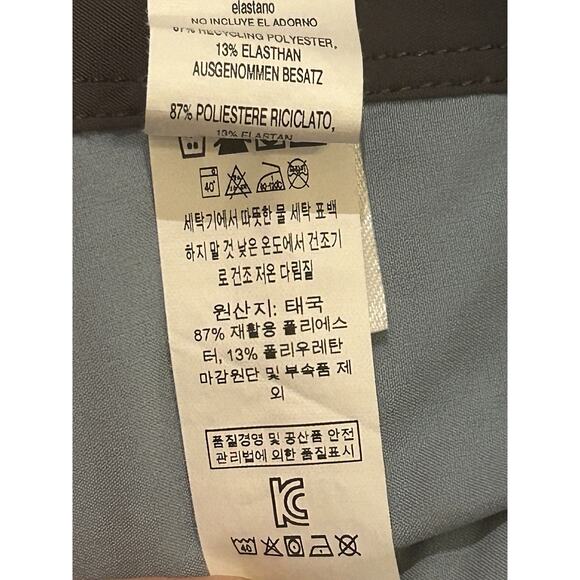 elastano
NO INCLUYE EL ADORNO
87% RECYCLING POLYESTER,
13% ELASTHAN
AUSGENOMMEN BESATZ
87% POLIESTERE RICICLATO,
13% ELASTAN
40°
세탁기에서 따뜻한 물 세탁 표백
하지 말 것 낮은 온도에서 건조기
로 건조 저온 다림질
원산지: 태국
87% 재활용 폴리에스
터, 13% 폴리우레탄
마감원단 및 부속품 제
외
품질경영 및 공산품 안전
관리법에 의한 품질표시
KC
40